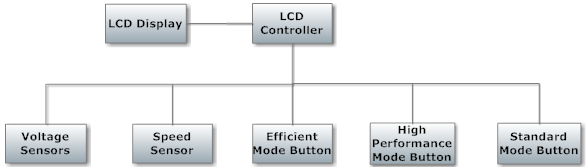 LCD Display
LCD
Controller
Voltage
Sensors
Speed
Sensor
Efficient
Mode Button
High
Performance
Mode Button
Standard
Mode Button